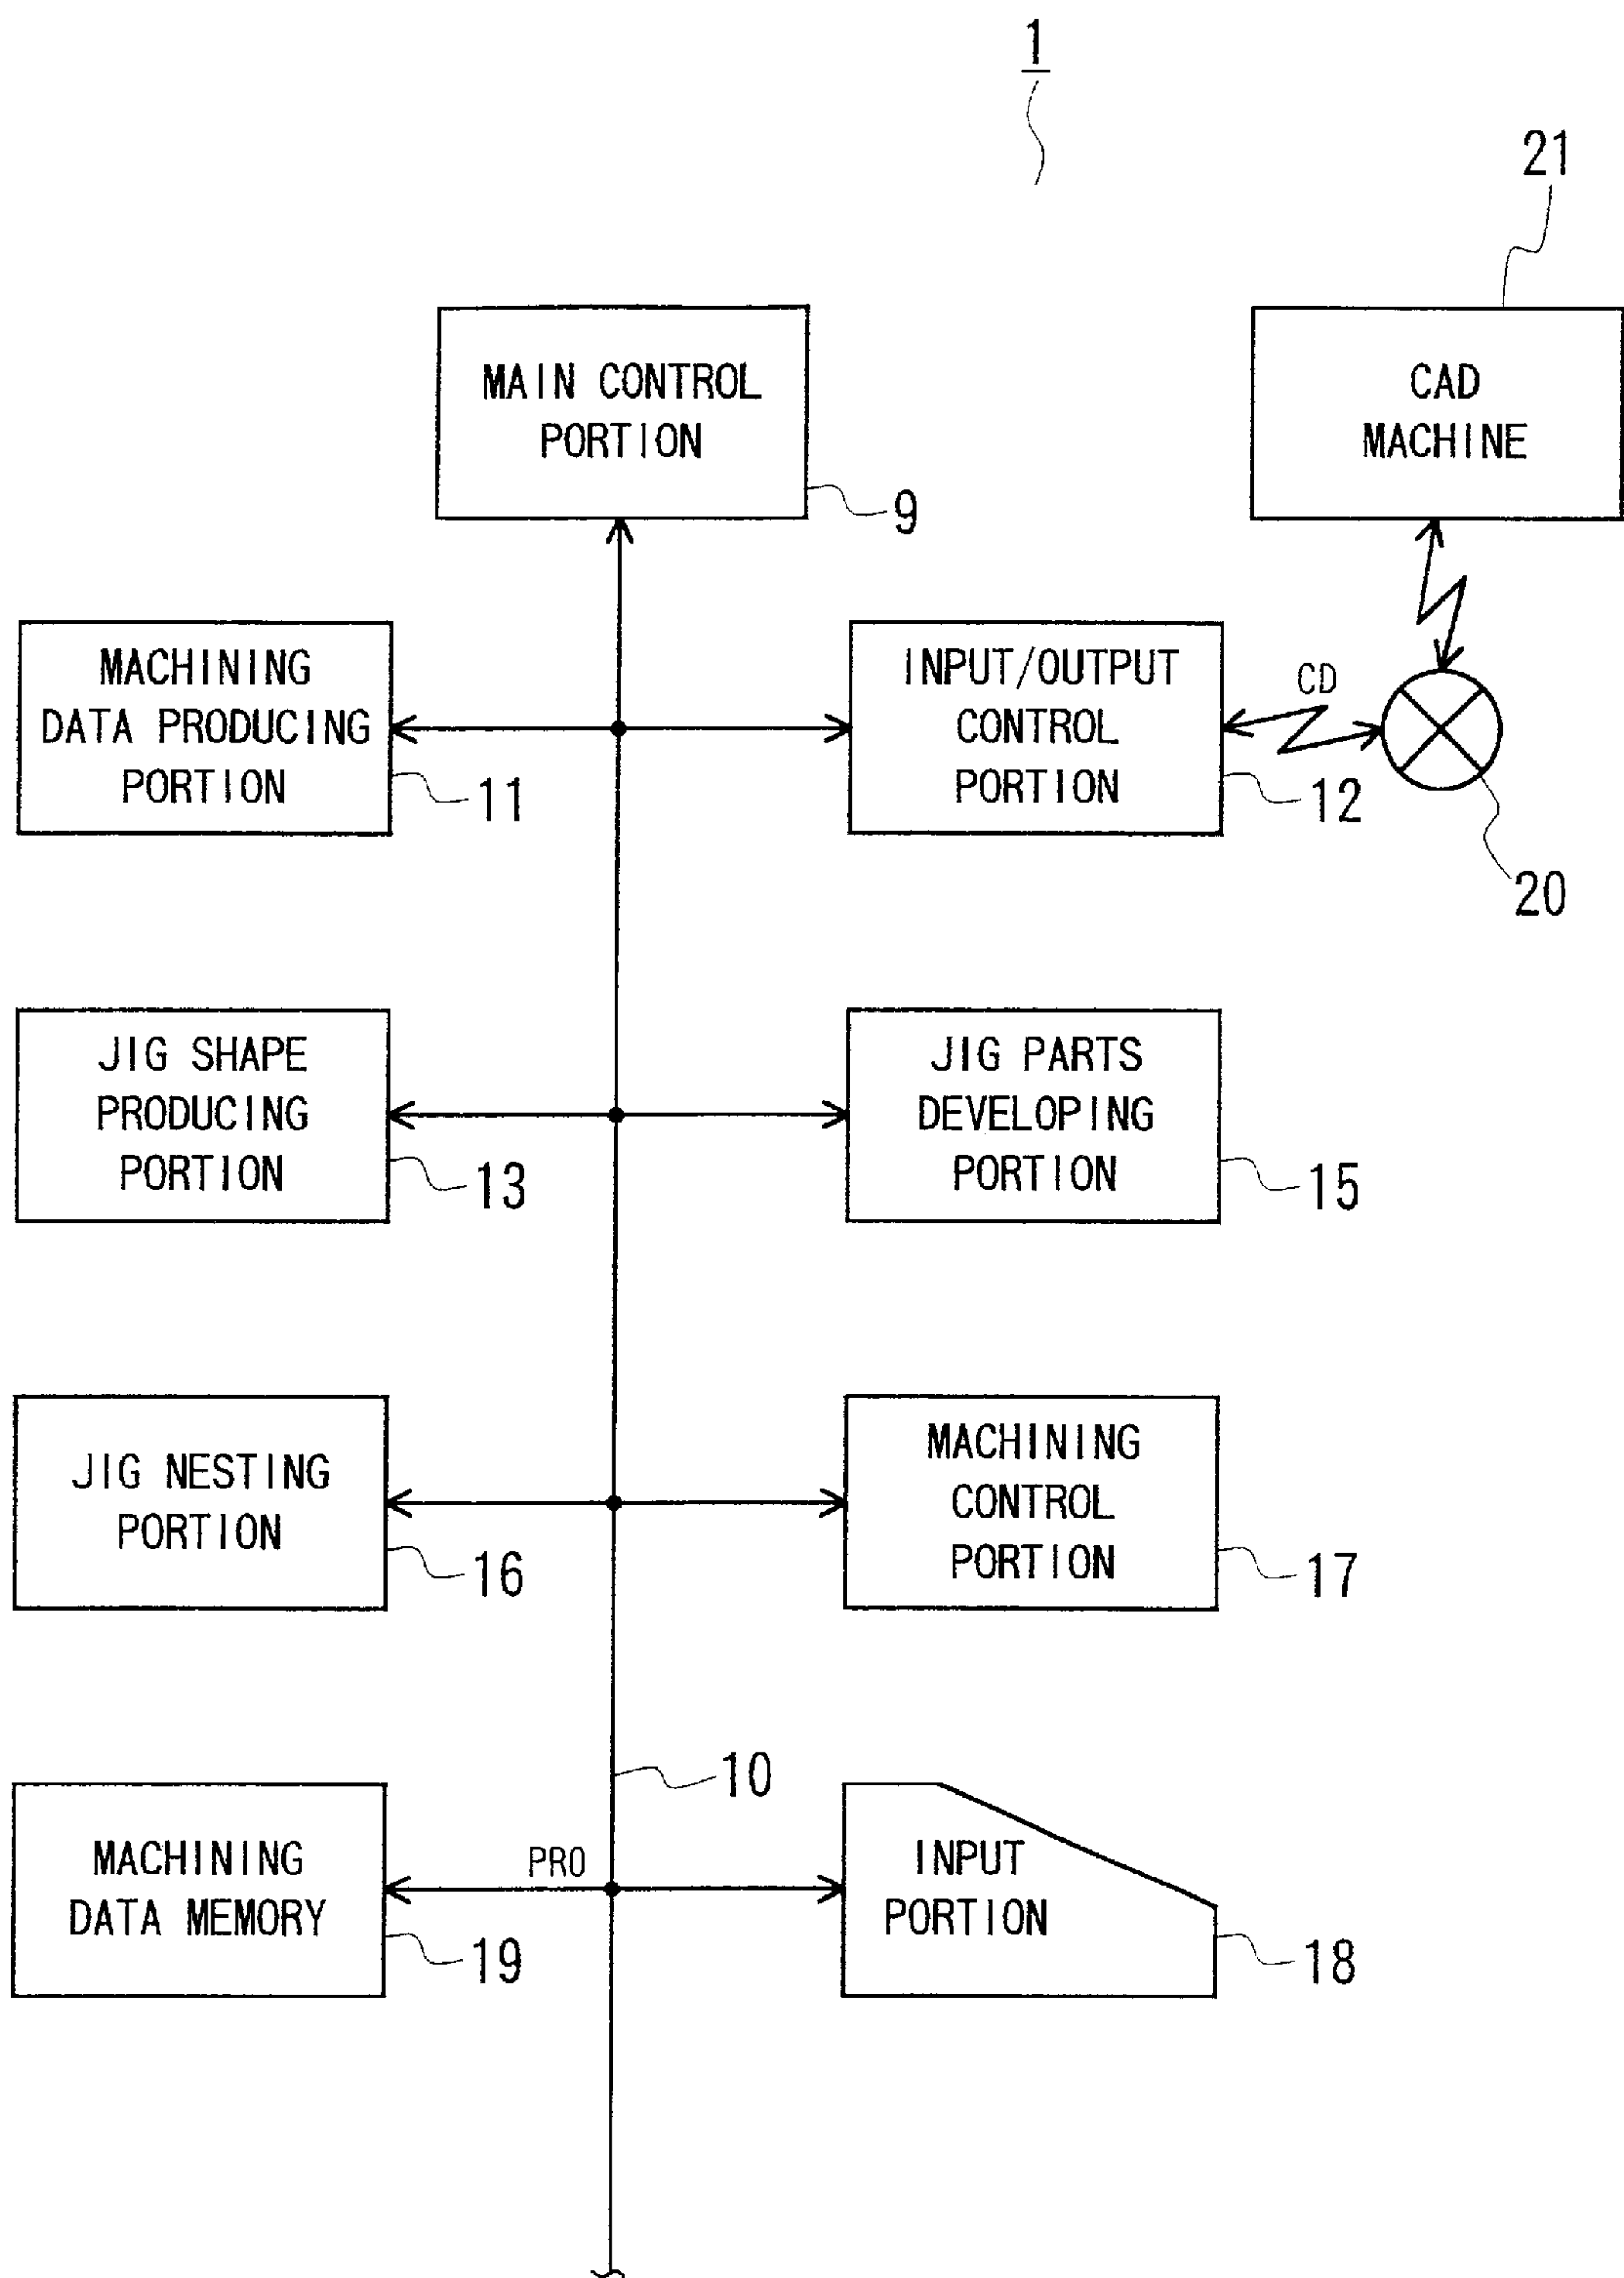 1
21
MAIN CONTROL
PORTION
9
CAD
MACHINE
MACHINING
DATA PRODUCING
PORTION
11
INPUT/OUTPUT
CONTROL
PORTION
12
CD
20
JIG SHAPE
PRODUCING
PORTION
13
JIG PARTS
DEVELOPING
PORTION
15
JIG NESTING
PORTION
16
MACHINING
CONTROL
PORTION
17
10
MACHINING
DATA MEMORY
19
PRO
INPUT
PORTION
18